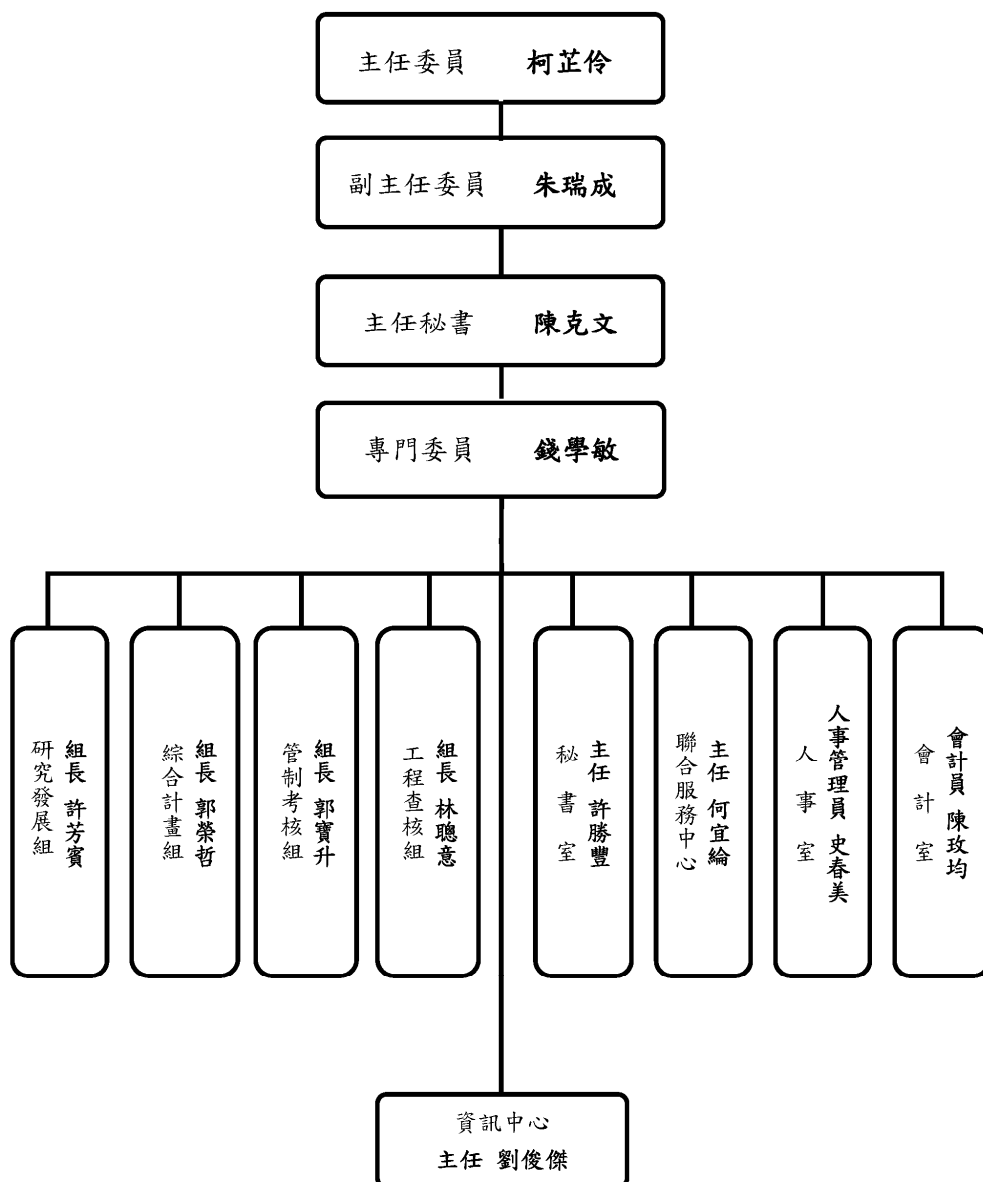 主任委員 柯芷伶
副主任委員 朱瑞成
主任秘書 陳克文
專門委員 錢學敏
組長 許芳賓
研究發展組
組長 郭榮哲
綜合計畫組
組長 郭寶升
管制考核組
組長 林聰意
工程查核組
主任 許勝豐
秘書室
主任 何宜綸
聯合服務中心
人事管理員 史春美
人事室
會計員 陳玫均
會計室
資訊中心
主任 劉俊傑